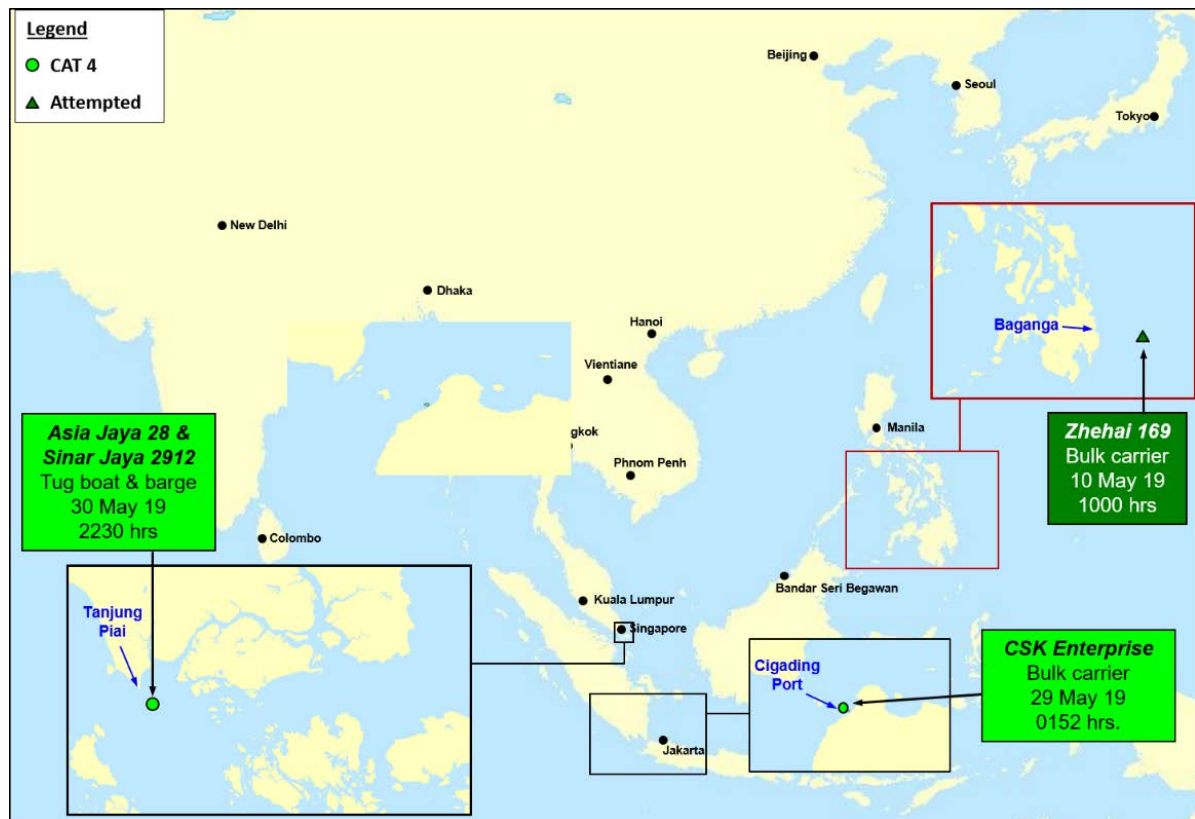 Legend
CAT 4
Attempted
Beijing
Seoul
Tokyo
New Delhi
Dhaka
Hanoi
Vientiane
gkok
Phnom Penh
Manila
Colombo
Kuala Lumpur
Singapore
Bandar Seri Begawan
Jakarta
Baganga
Zhehai 169
Bulk carrier
10 May 19
1000 hrs
Asia Jaya 28 &
Sinar Jaya 2912
Tug boat & barge
30 May 19
2230 hrs
Tanjung
Piai
Cigading
Port
CSK Enterprise
Bulk carrier
29 May 19
0152 hrs.